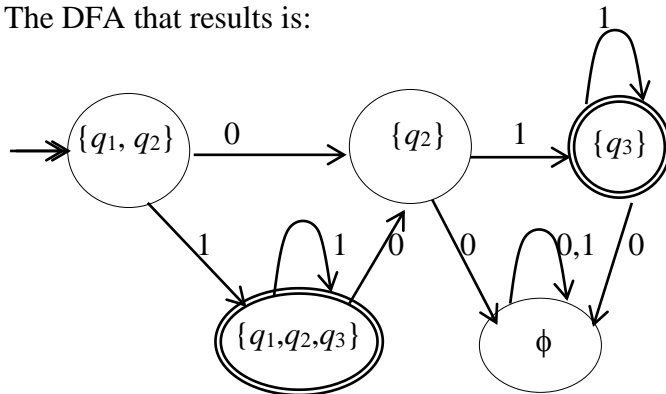 The DFA that results is:
1
{q1, q2}
0
{q2}
1
{q3}
1
1
0
0
0,1
0
{q1,q2,q3}
ϕ